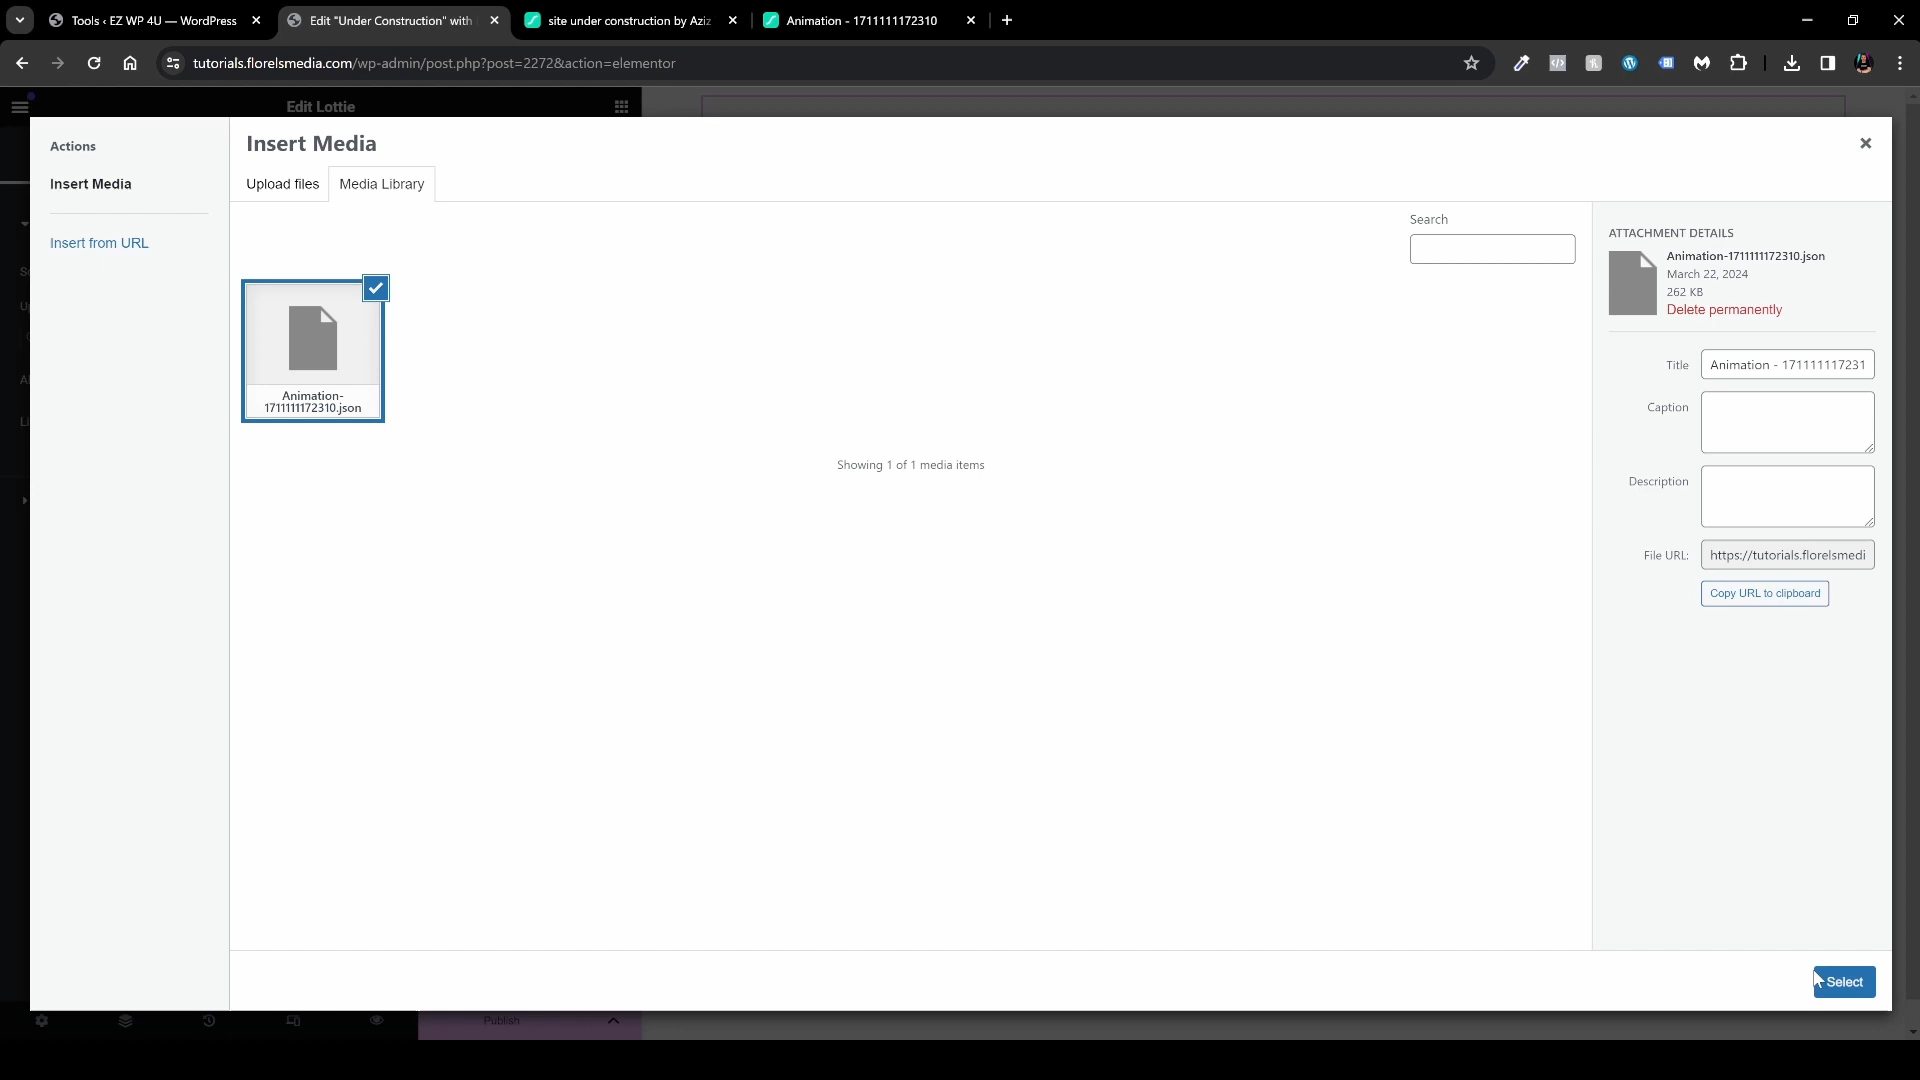 Tools ‹ EZ WP 4U — WordPress
Edit "Under Construction" with
site under construction by Aziz
Animation - 1711111172310
tutorials.florelsmedia.com/wp-admin/post.php?post=2272&action=elementor
Edit Lottie
Actions
Insert Media
Insert from URL
Insert Media
Upload files
Media Library
Search
Animation-
1711111172310.json
Showing 1 of 1 media items
ATTACHMENT DETAILS
Animation-1711111172310.json
March 22, 2024
262 KB
Delete permanently
Title
Animation - 171111117231
Caption
Description
File URL:
https://tutorials.florelsmedi
Copy URL to clipboard
Select
Publish